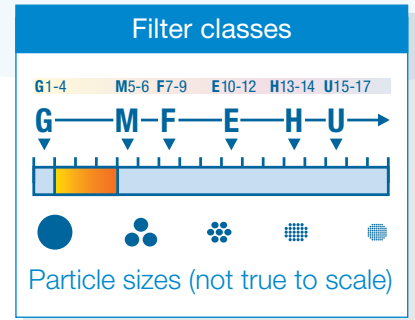 Filter classes
G1-4 M5-6 F7-9 E10-12 H13-14 U15-17
G M F E H U
Particle sizes (not true to scale)